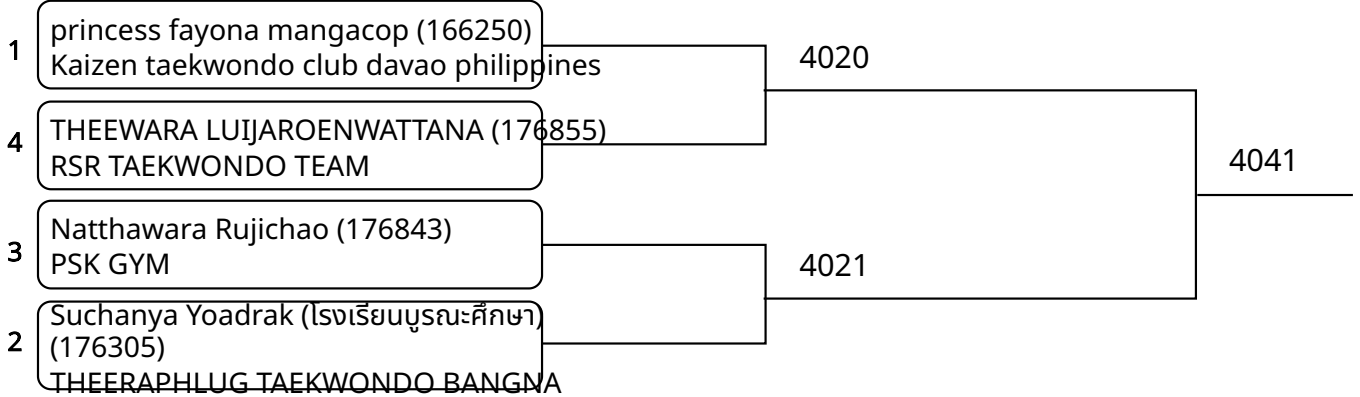 1
princess fayona mangacop (166250)
Kaizen taekwondo club davao philippines
4020
4
THEEWARA LUIJAROENWATTANA (176855)
RSR TAEKWONDO TEAM
4041
3
Natthawara Rujichao (176843)
PSK GYM
4021
2
Suchanya Yoadrak (โรงเรียนบูรณะศึกษา)
(176305)
THEERAPHLUG TAEKWONDO BANGNA